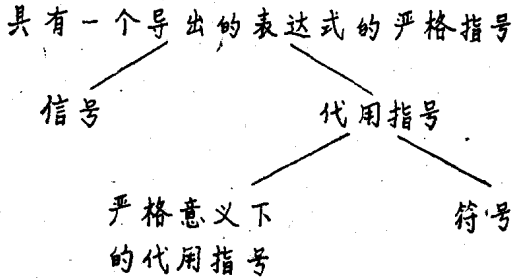 具有一个导出的表达式的严格指号
信号
代用指号
严格意义下
的代用指号
符号